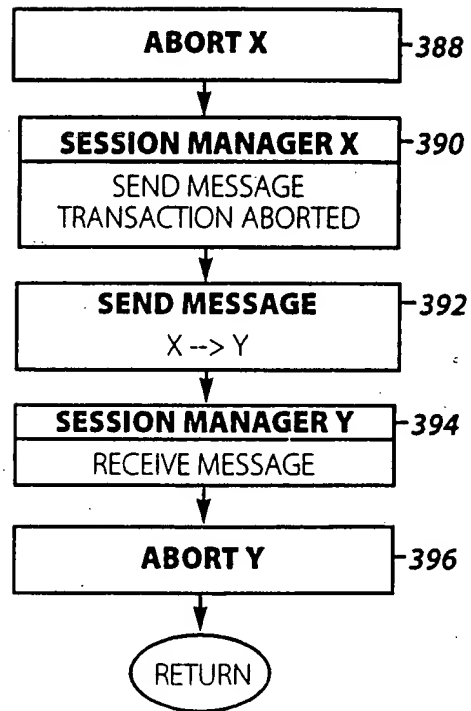 ABORT X
388
SESSION MANAGER X
390
SEND MESSAGE
TRANSACTION ABORTED
SEND MESSAGE
392
X --> Y
SESSION MANAGER Y
394
RECEIVE MESSAGE
ABORT Y
396
RETURN